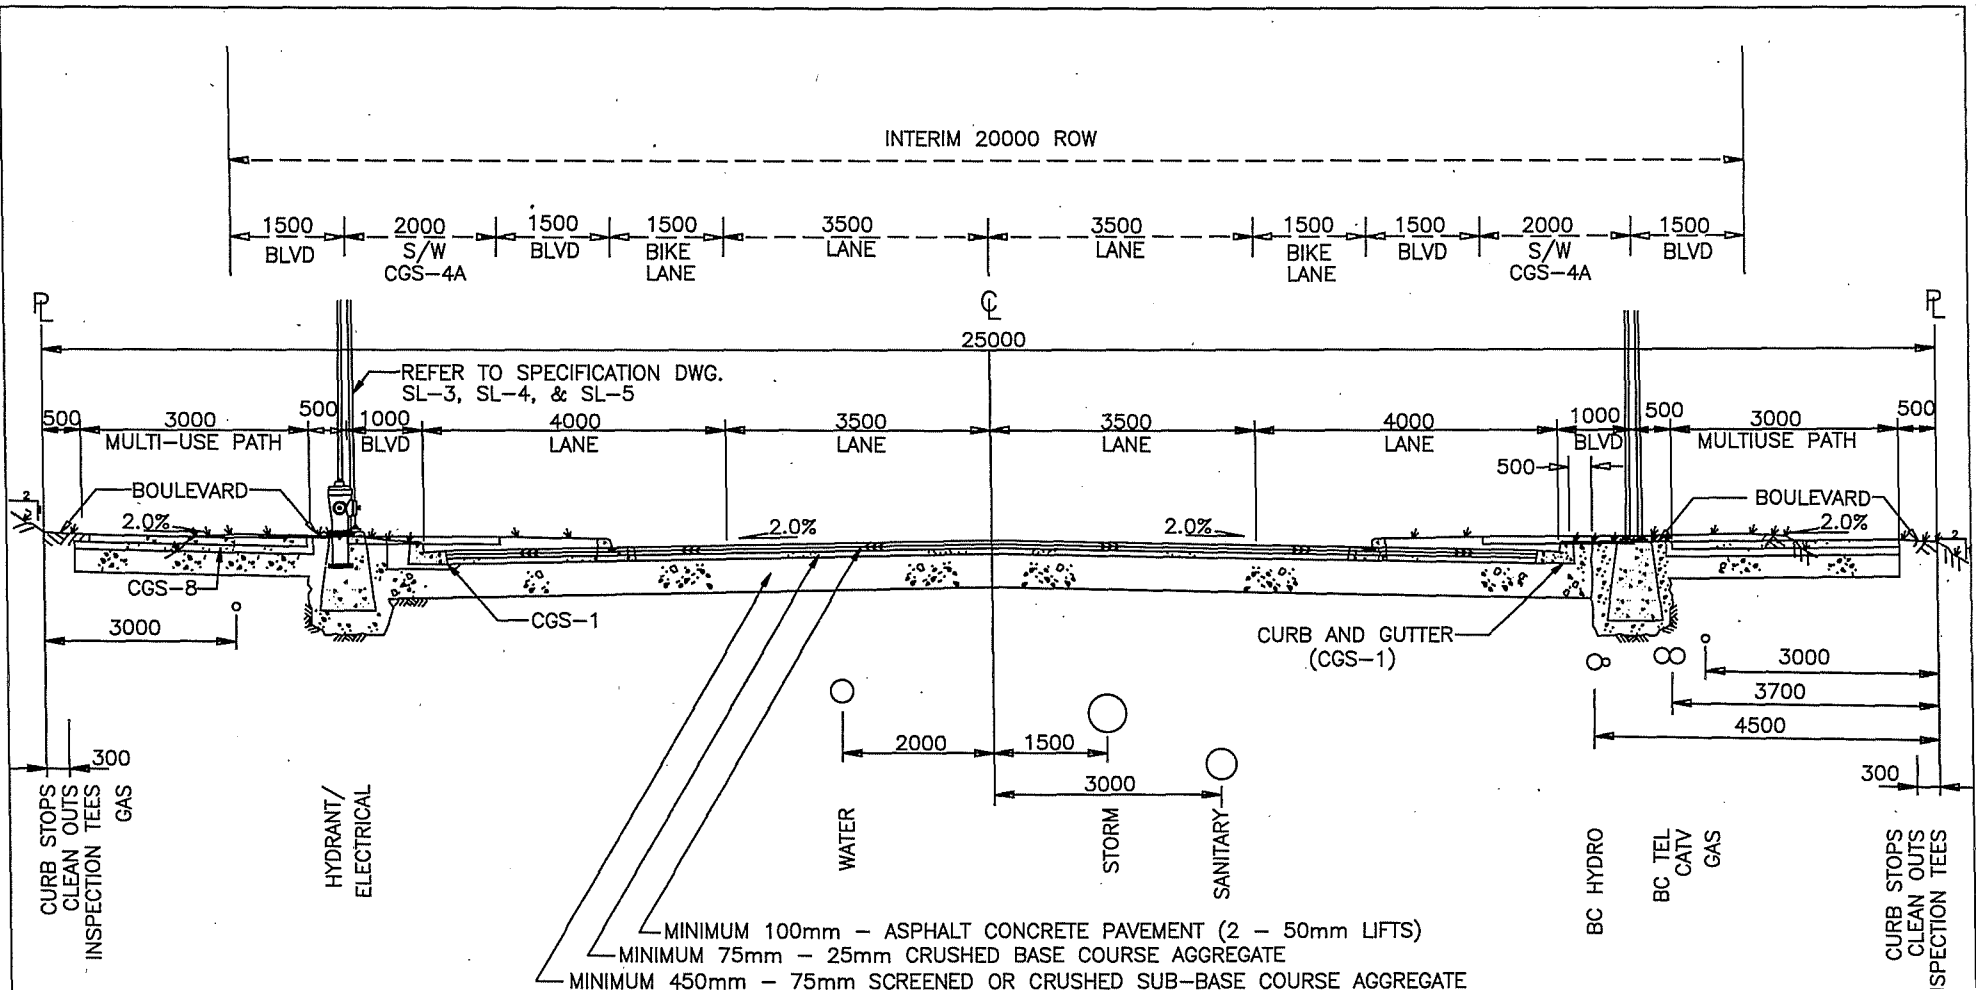 INTERIM 20000 ROW
1500 2000 1500 1500 3500 3500 1500 1500 2000 1500
BLVD S/W BLVD BIKE LANE LANE BIKE BLVD S/W BLVD
CGS-4A LANE LANE CGS-4A
PL CL PL
25000
REFER TO SPECIFICATION DWG.
SL-3, SL-4, & SL-5
500 3000 500 1000 4000 3500 3500 4000 1000 500 3000 500
MULTI-USE PATH BLVD LANE LANE LANE LANE BLVD MULTIUSE PATH
500
BOULEVARD BOULEVARD
2 2.0% 2.0% 2.0% 2.0% 2
CGS-8
CGS-1
3000
CURB AND GUTTER
(CGS-1)
3000
3700
4500
2000 1500
3000
300 300
CURB STOPS
CLEAN OUTS
INSPECTION TEES
GAS
HYDRANT/
ELECTRICAL
WATER
STORM
SANITARY
BC HYDRO
BC TEL
CATV
GAS
CURB STOPS
CLEAN OUTS
NSPECTION TEES
MINIMUM 100mm - ASPHALT CONCRETE PAVEMENT (2 - 50mm LIFTS)
MINIMUM 75mm - 25mm CRUSHED BASE COURSE AGGREGATE
MINIMUM 450mm - 75mm SCREENED OR CRUSHED SUB-BASE COURSE AGGREGATE